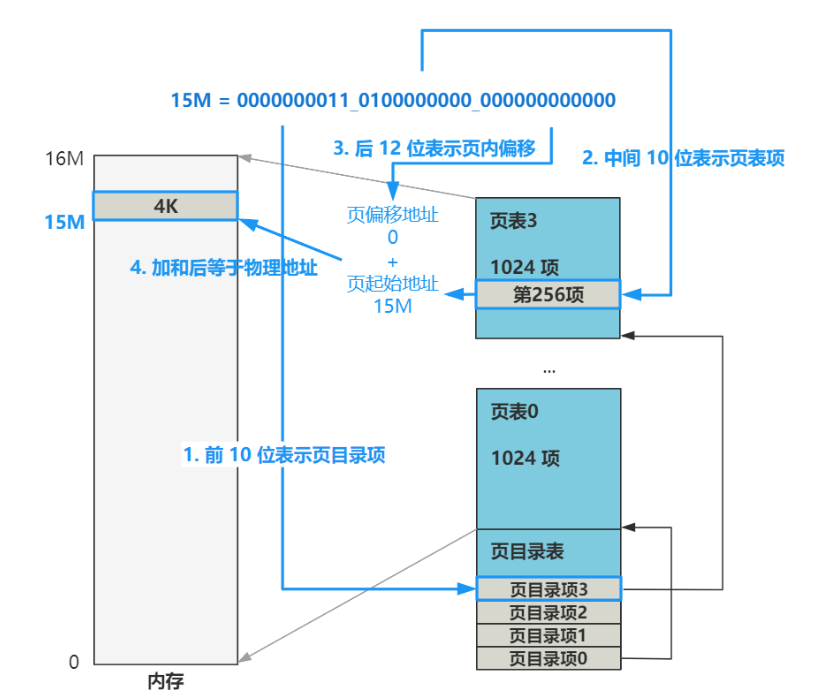 15M = 0000000011_0100000000_000000000000
3. 后 12 位表示页内偏移
2. 中间 10 位表示页表项
16M
4K
15M
页偏移地址
0
+
页起始地址
15M
4. 加和后等于物理地址
页表3
1024 项
第256项
...
页表0
1024 项
1. 前 10 位表示页目录项
页目录表
页目录项3
页目录项2
页目录项1
页目录项0
0
内存